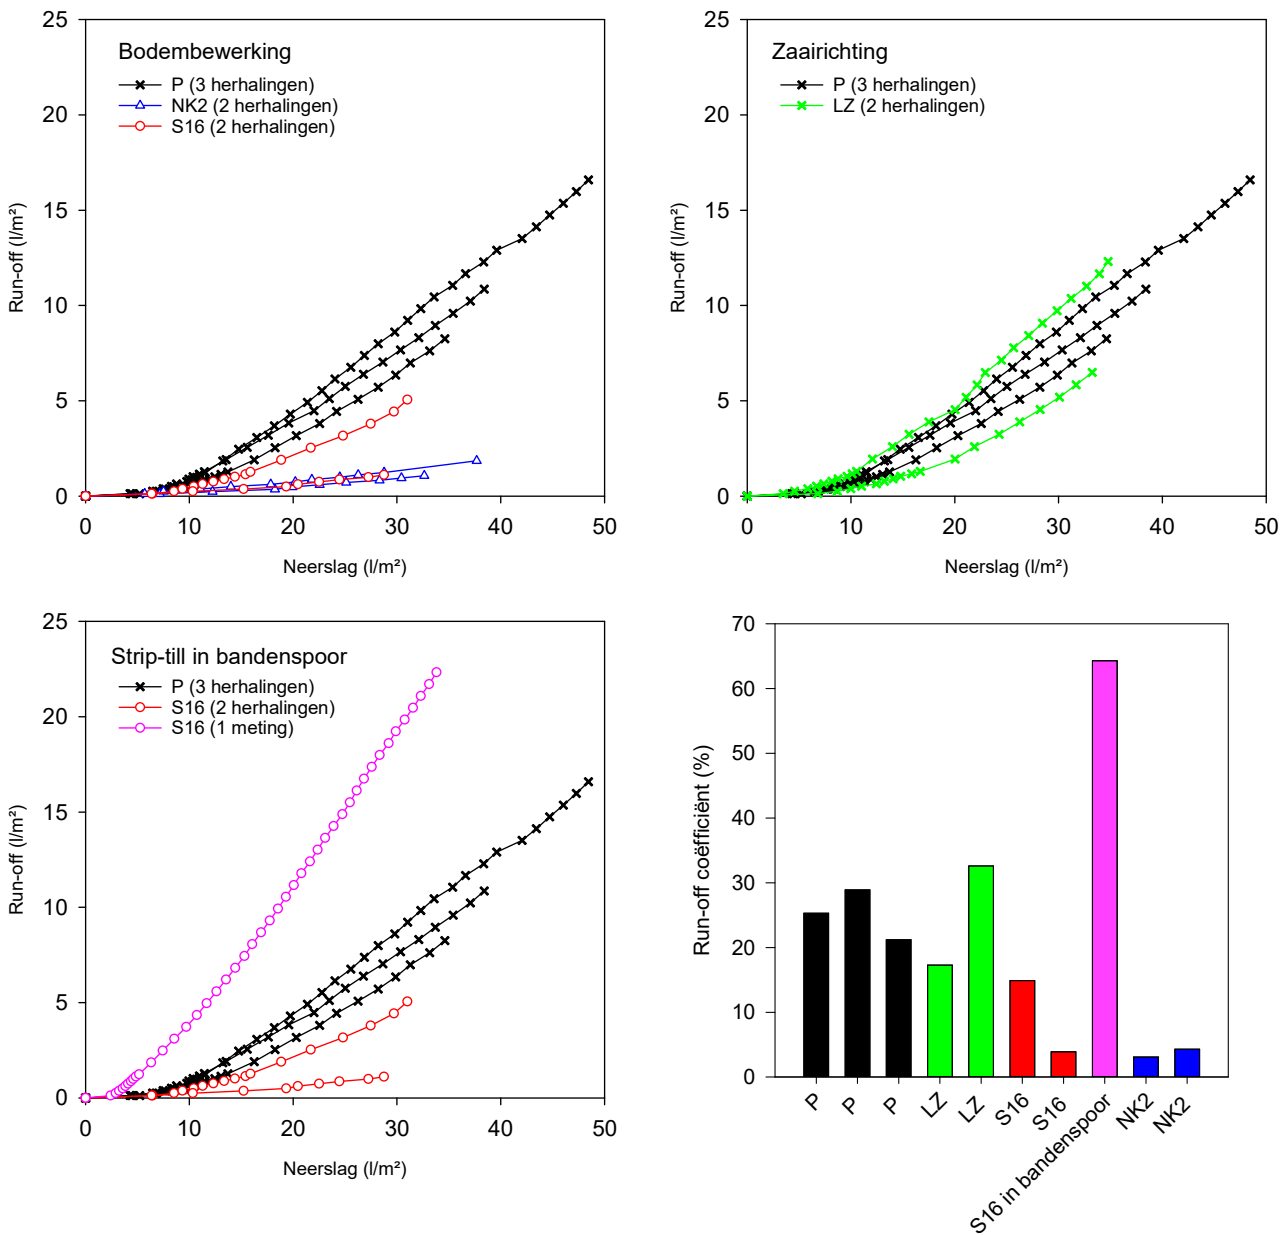 Bodembewerking
P (3 herhalingen)
NK2 (2 herhalingen)
S16 (2 herhalingen)
25
20
15
10
5
0
Run-off (l/m²)
0 10 20 30 40 50
Neerslag (l/m²)
Zaairichting
P (3 herhalingen)
LZ (2 herhalingen)
25
20
15
10
5
0
Run-off (l/m²)
0 10 20 30 40 50
Neerslag (l/m²)
Strip-till in bandenspoor
P (3 herhalingen)
S16 (2 herhalingen)
S16 (1 meting)
25
20
15
10
5
0
Run-off (l/m²)
0 10 20 30 40 50
Neerslag (l/m²)
70
60
50
40
30
20
10
0
Run-off coëfficiënt (%)
P
P
P
LZ
LZ
S16
S16
S16 in bandenspoor
NK2
NK2